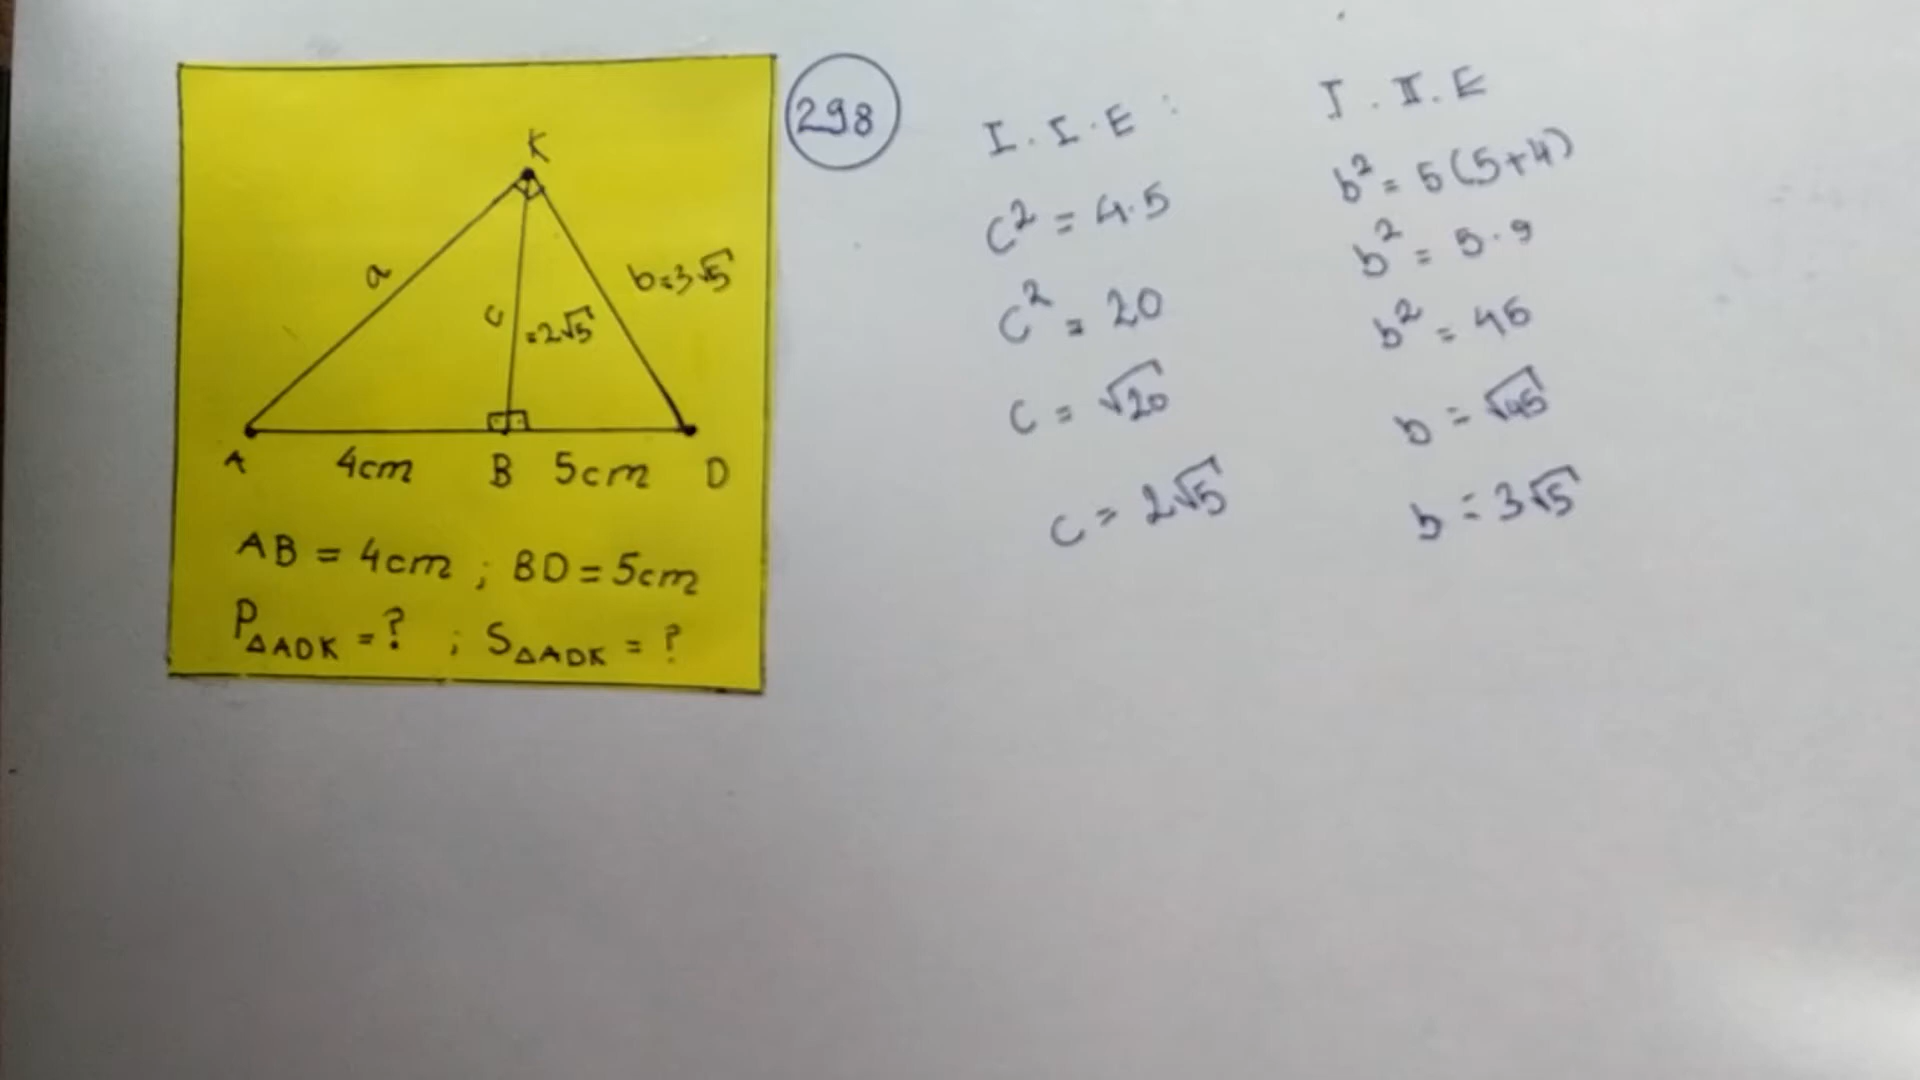 298
K
a
b=3√5
c
=2√5
A 4cm B 5cm D
AB = 4cm ; BD = 5cm
P△ADK = ? ; S△ADK = ?
I.I.E :
c² = 4.5
c² = 20
c = √20
c = 2√5
I.II.E
b² = 5(5+4)
b² = 5.9
b² = 45
b = √45
b = 3√5